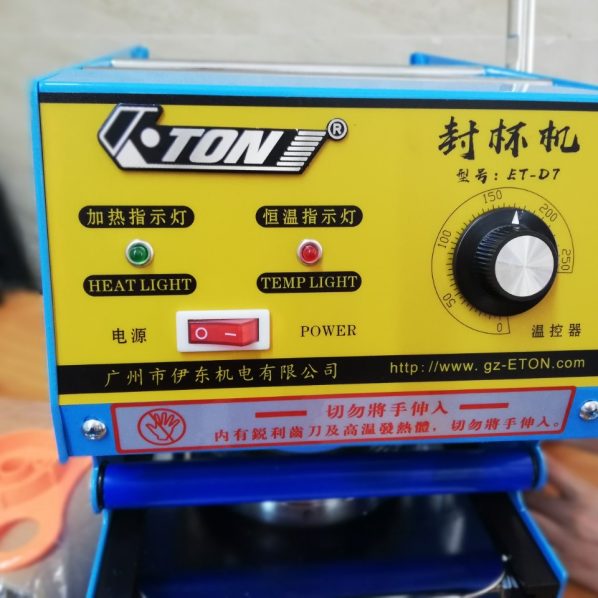 ETON®
封杯机
型号：ET-D7
加热指示灯
恒温指示灯
HEAT LIGHT
TEMP LIGHT
0
50
100
150
200
250
电源
POWER
温控器
广州市伊东机电有限公司
http://www.gz-ETON.com
切勿將手伸入
内有銳利齒刀及高温發熱體，切勿將手伸入。